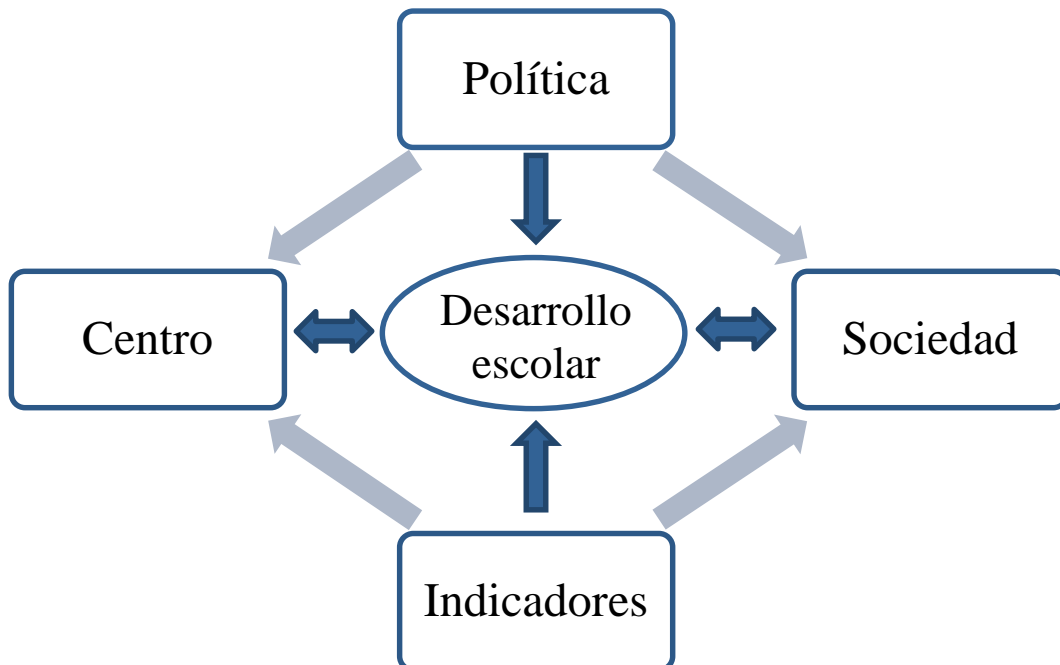 Política
Centro
Desarrollo
escolar
Sociedad
Indicadores